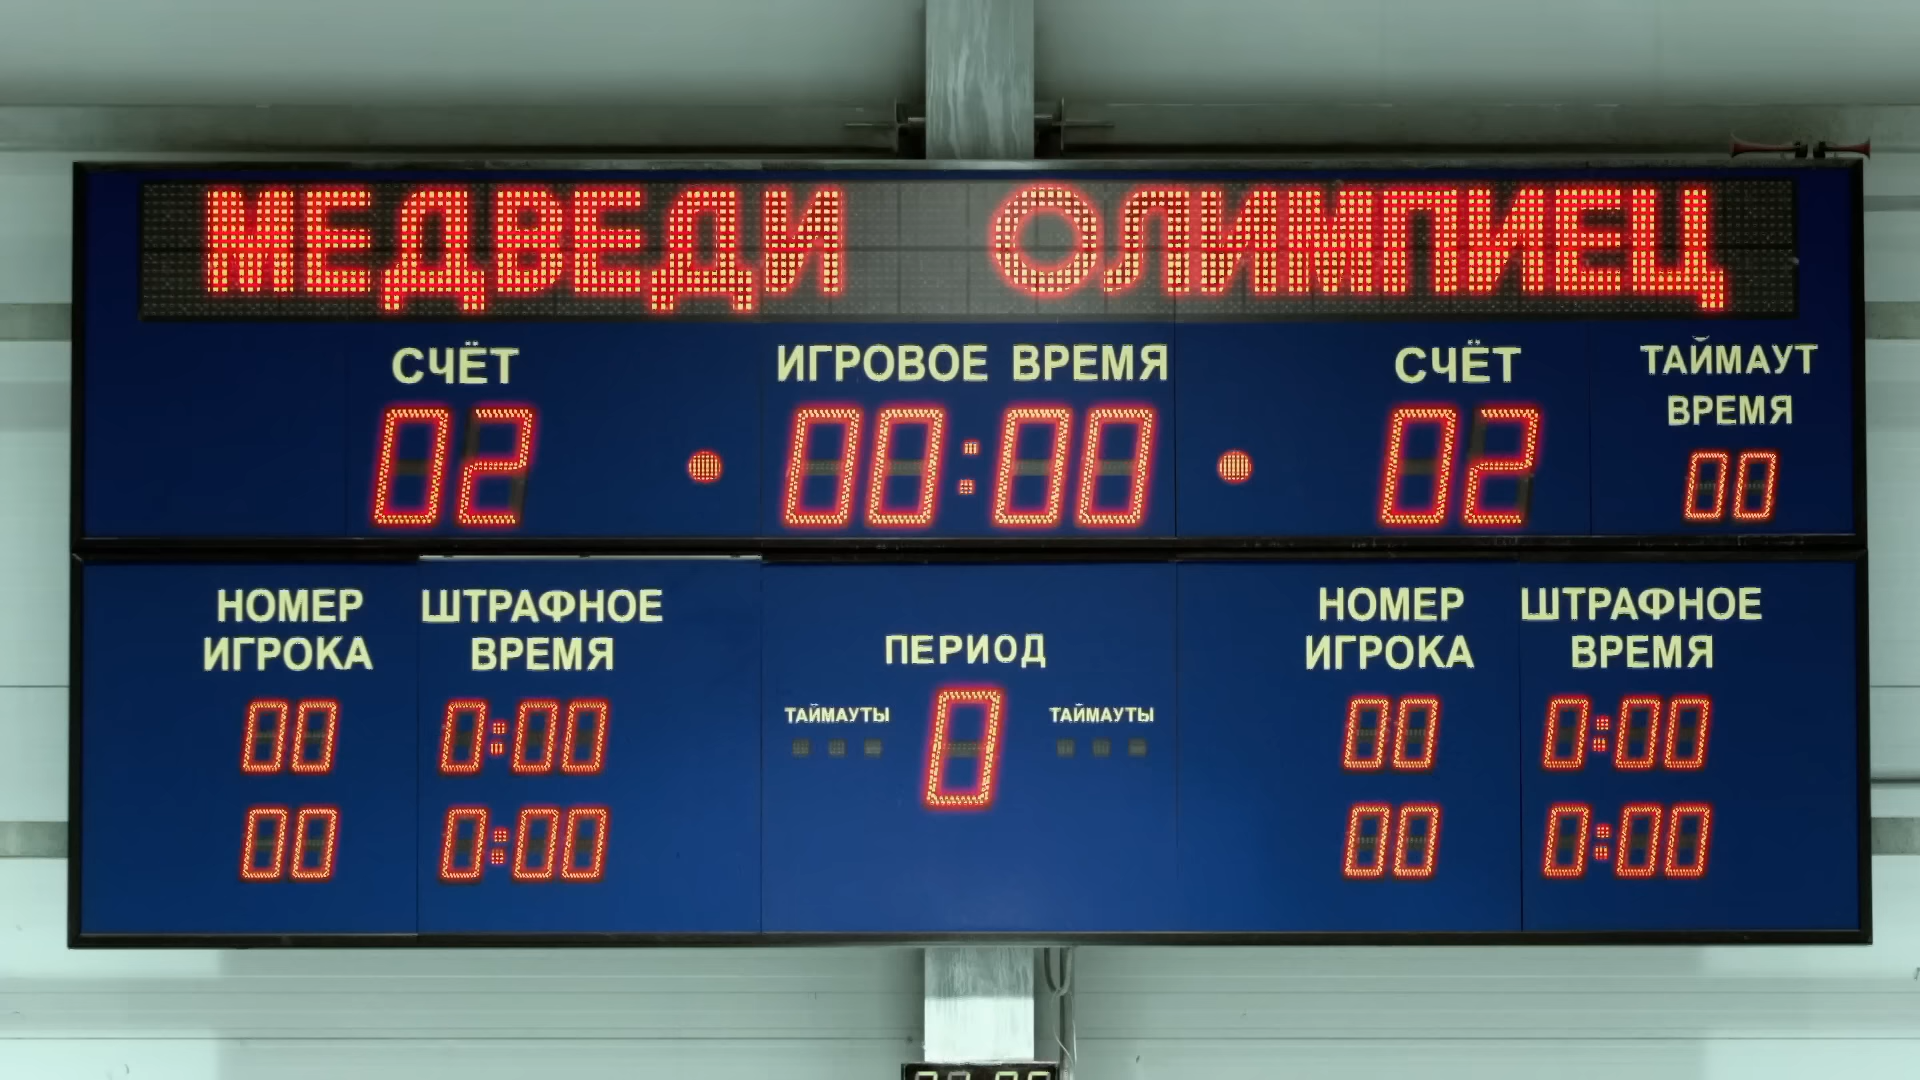 МЕДВЕДИ ОЛИМПИЕЦ
СЧЁТ ИГРОВОЕ ВРЕМЯ СЧЁТ ТАЙМАУТ
ВРЕМЯ
02 00:00 02 00
НОМЕР ШТРАФНОЕ НОМЕР ШТРАФНОЕ
ИГРОКА ВРЕМЯ ПЕРИОД ИГРОКА ВРЕМЯ
ТАЙМАУТЫ ТАЙМАУТЫ
00 0:00 0 00 0:00
00 0:00 00 0:00